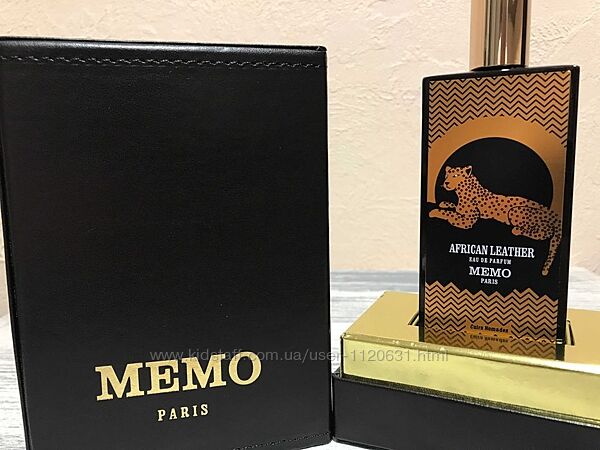 MEMO
PARIS
AFRICAN LEATHER
EAU DE PARFUM
MEMO
PARIS
Cuirs Nomades
www.kidstaff.com.ua/user-1120631.html